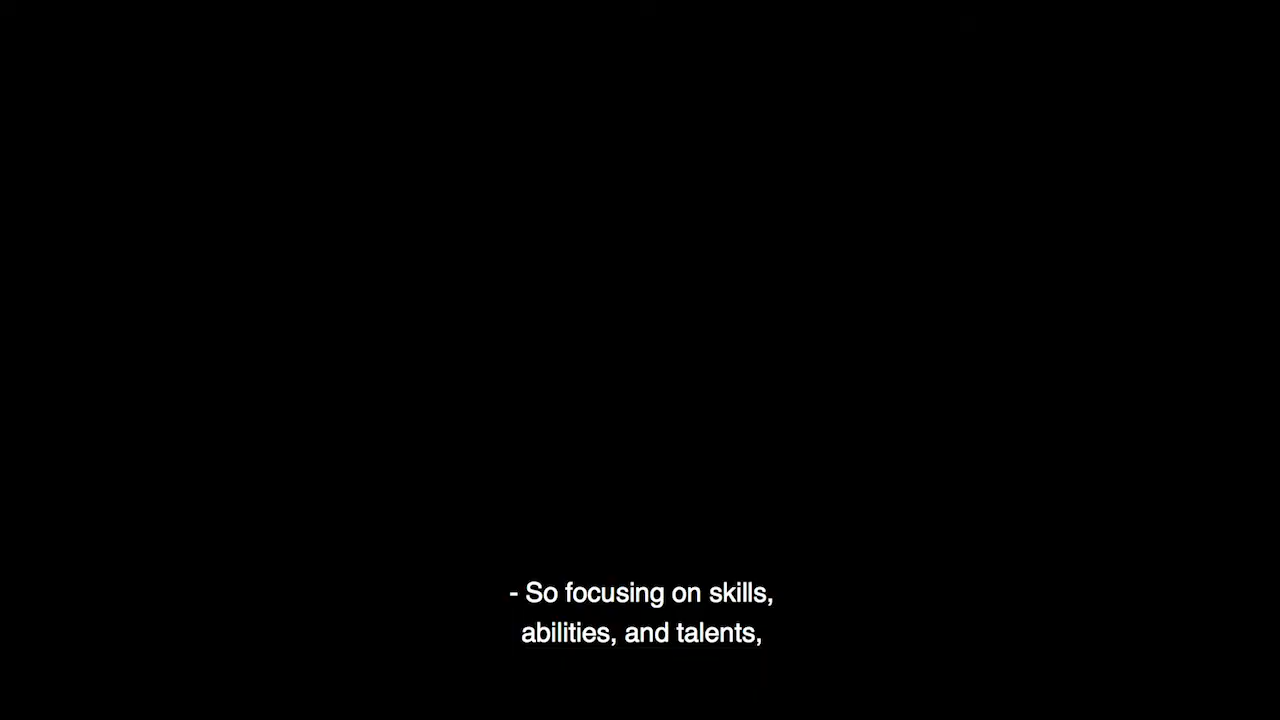 - So focusing on skills,
abilities, and talents,